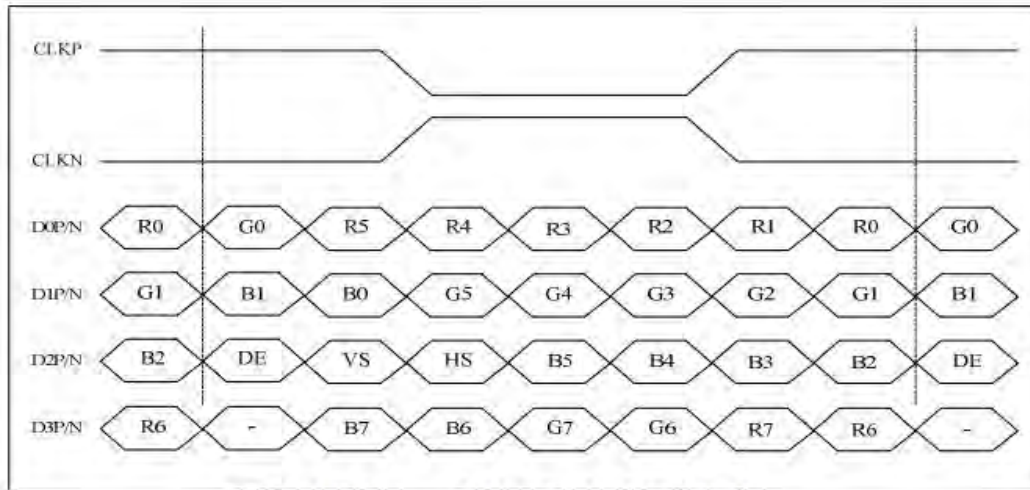 CLKP
CLKN
D0P/N R0 G0 R5 R4 R3 R2 R1 R0 G0
D1P/N G1 B1 B0 G5 G4 G3 G2 G1 B1
D2P/N B2 DE VS HS B5 B4 B3 B2 DE
D3P/N R6 - B7 B6 G7 G6 R7 R6 -